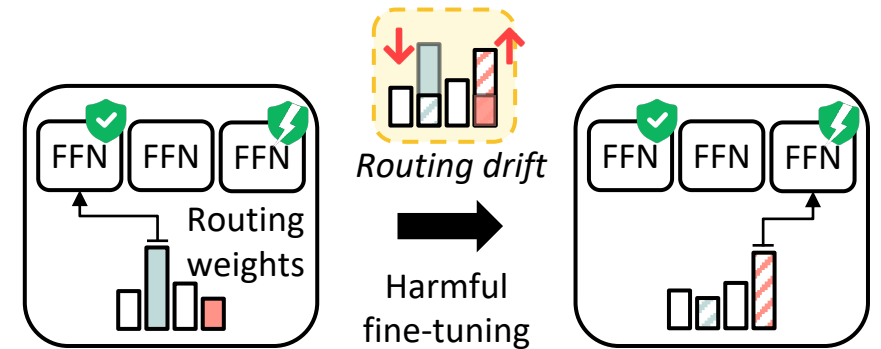 FFN FFN FFN
Routing
weights
Routing drift
Harmful
fine-tuning
FFN FFN FFN